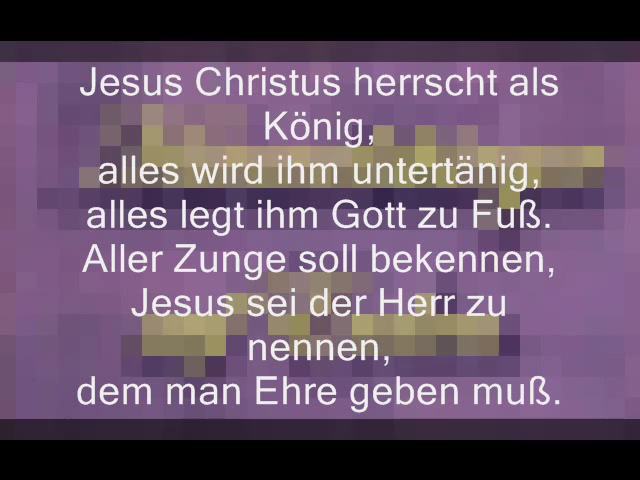 Jesus Christus herrscht als
König,
alles wird ihm untertänig,
alles legt ihm Gott zu Fuß.
Aller Zunge soll bekennen,
Jesus sei der Herr zu
nennen,
dem man Ehre geben muß.